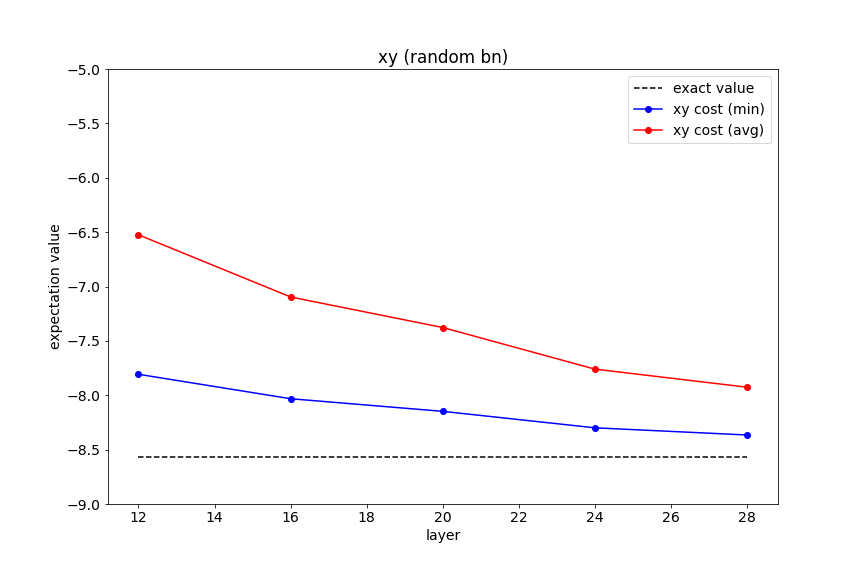 xy (random bn)
exact value
xy cost (min)
xy cost (avg)
expectation value
−5.0
−5.5
−6.0
−6.5
−7.0
−7.5
−8.0
−8.5
−9.0
12 14 16 18 20 22 24 26 28
layer